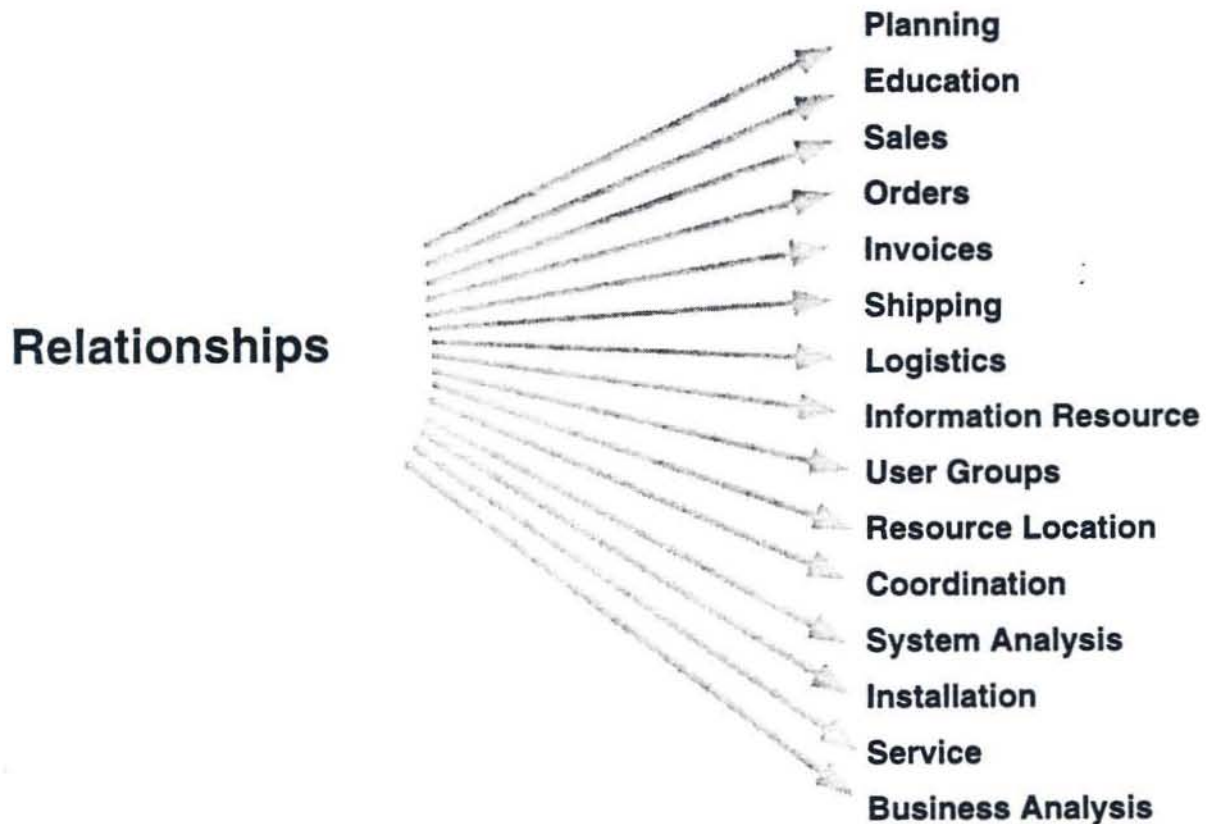 Planning
Education
Sales
Orders
Invoices
Shipping
Relationships
Logistics
Information Resource
User Groups
Resource Location
Coordination
System Analysis
Installation
Service
Business Analysis